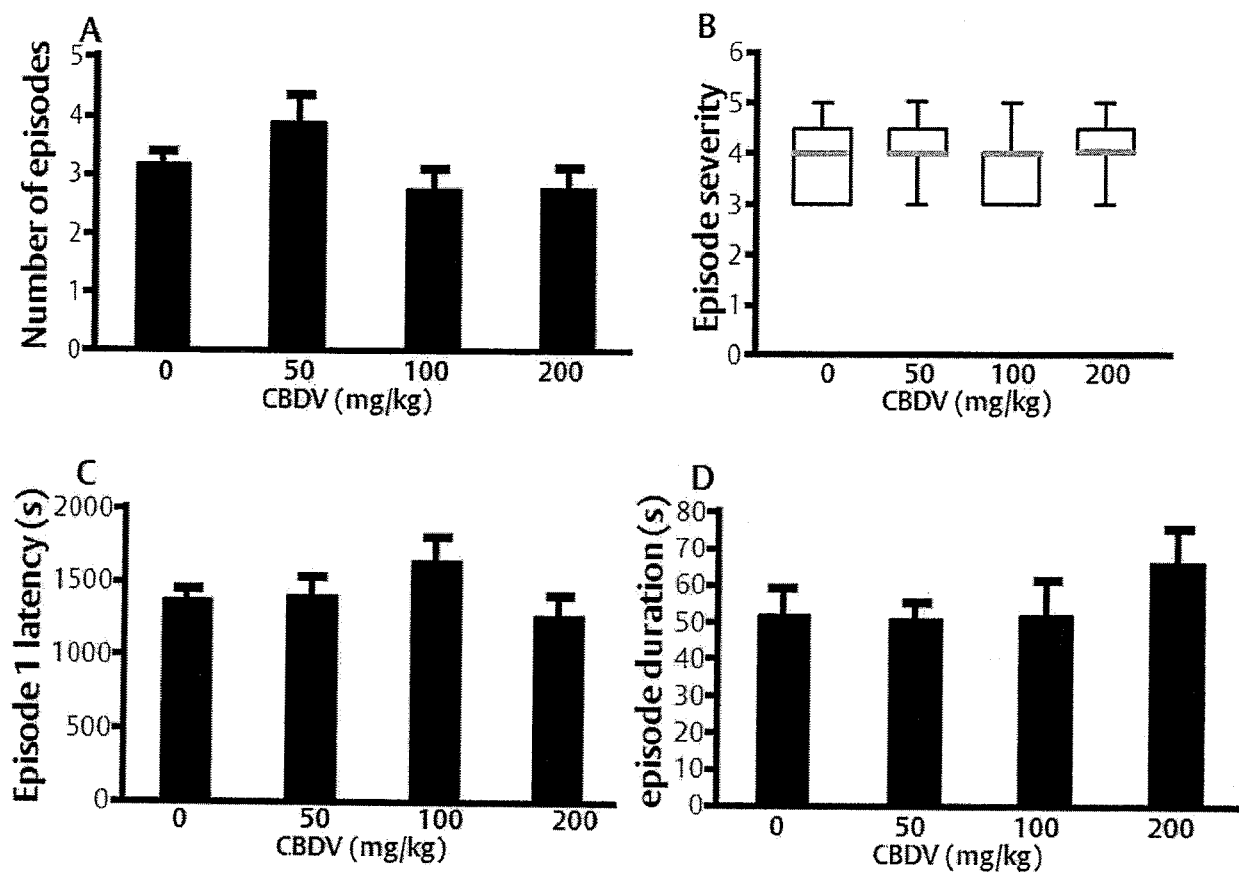 A
Number of episodes
5
4
3
2
1
0
0 50 100 200
CBDV (mg/kg)
B
Episode severity
6
5
4
3
2
1
0
0 50 100 200
CBDV (mg/kg)
C
Episode 1 latency (s)
2000
1500
1000
500
0
0 50 100 200
CBDV (mg/kg)
D
episode duration (s)
80
70
60
50
40
30
20
10
0
0 50 100 200
CBDV (mg/kg)